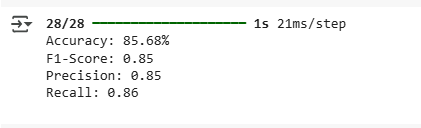 28/28 ━━━━━━━━━━━━━━━━━━━━ 1s 21ms/step
Accuracy: 85.68%
F1-Score: 0.85
Precision: 0.85
Recall: 0.86